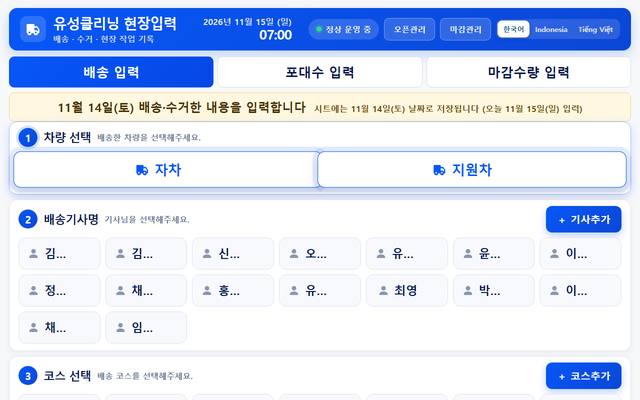 유성클리닝 현장입력
배송 · 수거 · 현장 작업 기록
2026년 11월 15일 (일)
07:00
정상 운영 중
오픈관리
마감관리
한국어
Indonesia
Tiếng Việt
배송 입력
포대수 입력
마감수량 입력
11월 14일(토) 배송·수거한 내용을 입력합니다 시트에는 11월 14일(토) 날짜로 저장됩니다 (오늘 11월 15일(일) 입력)
1 차량 선택 배송한 차량을 선택해주세요.
자차
지원차
2 배송기사명 기사님을 선택해주세요.
+ 기사추가
김...
김...
신...
오...
유...
윤...
이...
정...
채...
홍...
유...
최영
박...
이...
채...
임...
3 코스 선택 배송 코스를 선택해주세요.
+ 코스추가